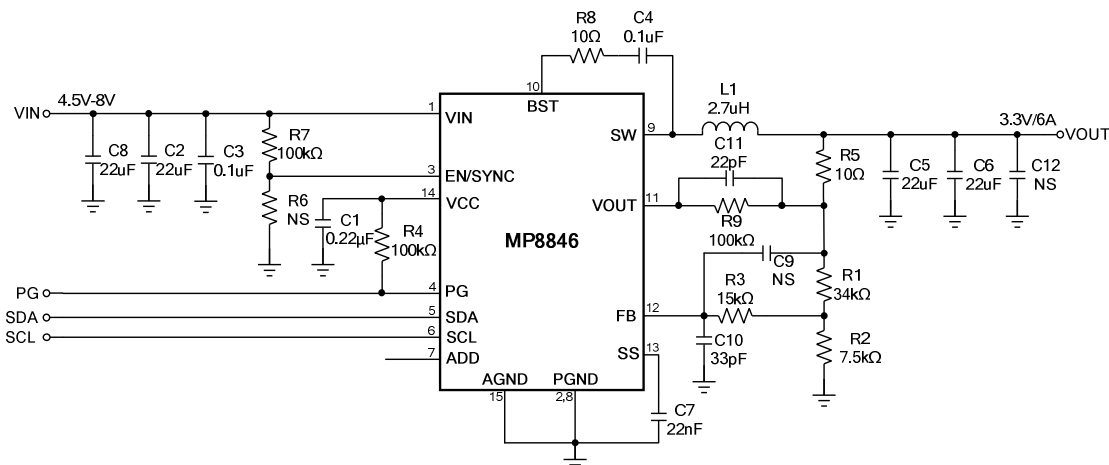 R8
10Ω
C4
0.1uF
10
BST
L1
2.7uH
VIN
4.5V-8V
1
VIN
SW
9
3.3V/6A
VOUT
C8
22uF
C2
22uF
C3
0.1uF
R7
100kΩ
C11
22pF
R5
10Ω
C5
22uF
C6
22uF
C12
NS
3
EN/SYNC
14
VCC
VOUT
11
R6
NS
C1
0.22µF
R4
100kΩ
MP8846
R9
100kΩ
C9
NS
PG
4
PG
R3
15kΩ
R1
34kΩ
SDA
5
SDA
FB
12
SCL
6
SCL
C10
33pF
R2
7.5kΩ
7
ADD
SS
13
AGND
15
PGND
2,8
C7
22nF